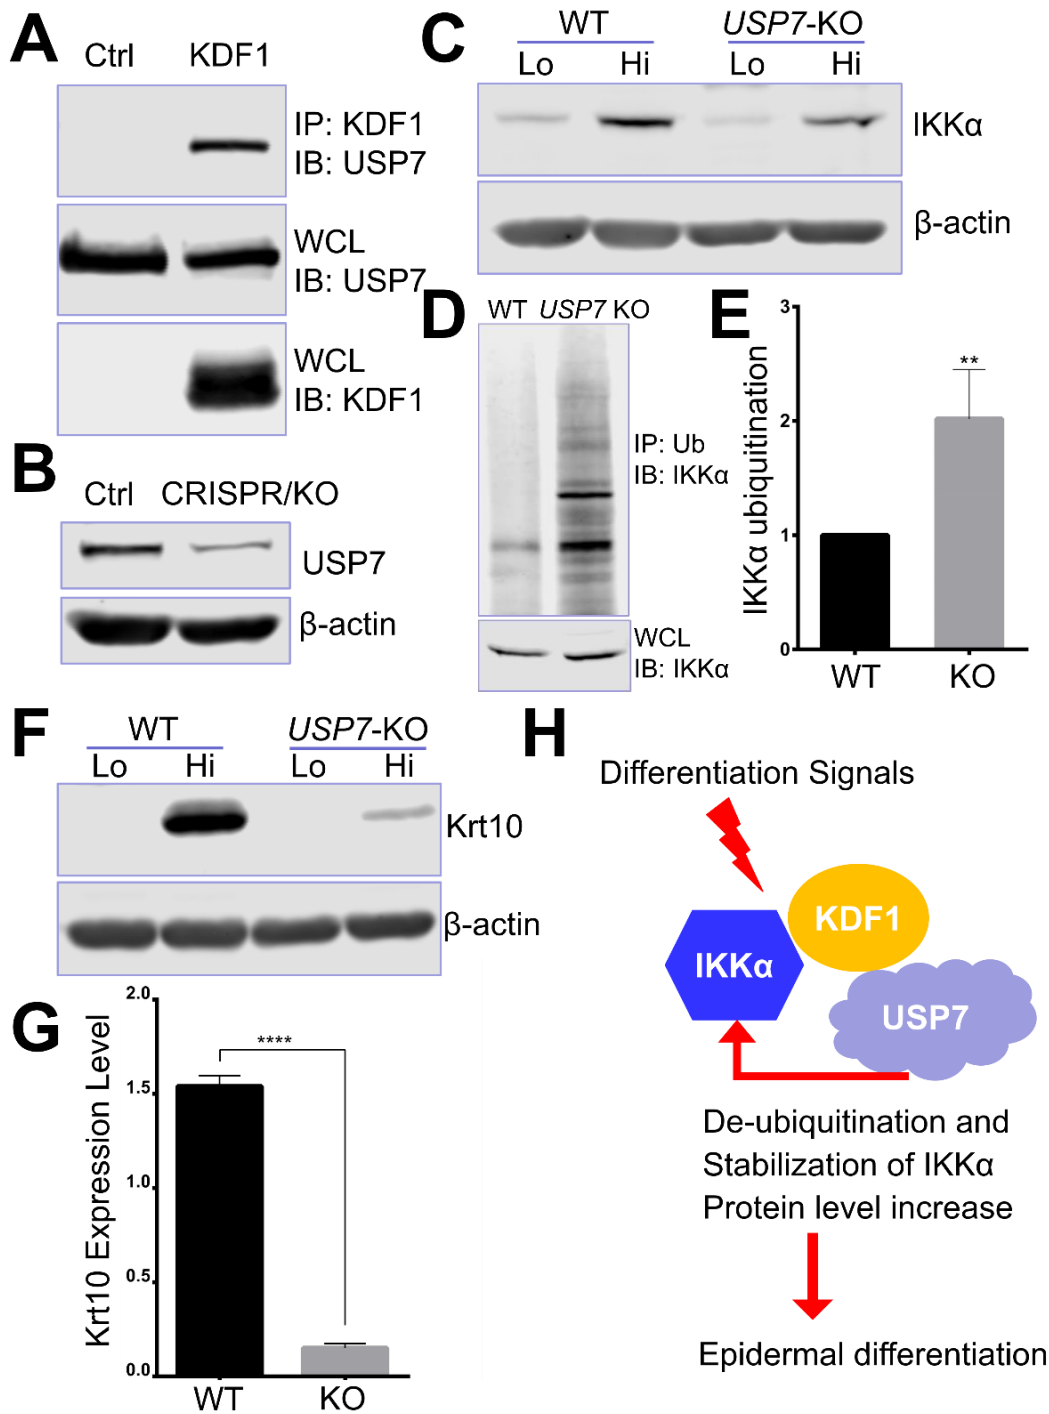 A
Ctrl KDF1
IP: KDF1
IB: USP7
WCL
IB: USP7
WCL
IB: KDF1
B
Ctrl CRISPR/KO
USP7
β-actin
C
WT USP7-KO
Lo Hi Lo Hi
IKKα
β-actin
D
WT USP7 KO
IP: Ub
IB: IKKα
WCL
IB: IKKα
E
IKKα ubiquitination
3
2
1
0
**
WT KO
F
WT USP7-KO
Lo Hi Lo Hi
Krt10
β-actin
G
Krt10 Expression Level
2.0
1.5
1.0
0.5
0.0
****
WT KO
H
Differentiation Signals
KDF1
IKKα
USP7
De-ubiquitination and
Stabilization of IKKα
Protein level increase
Epidermal differentiation